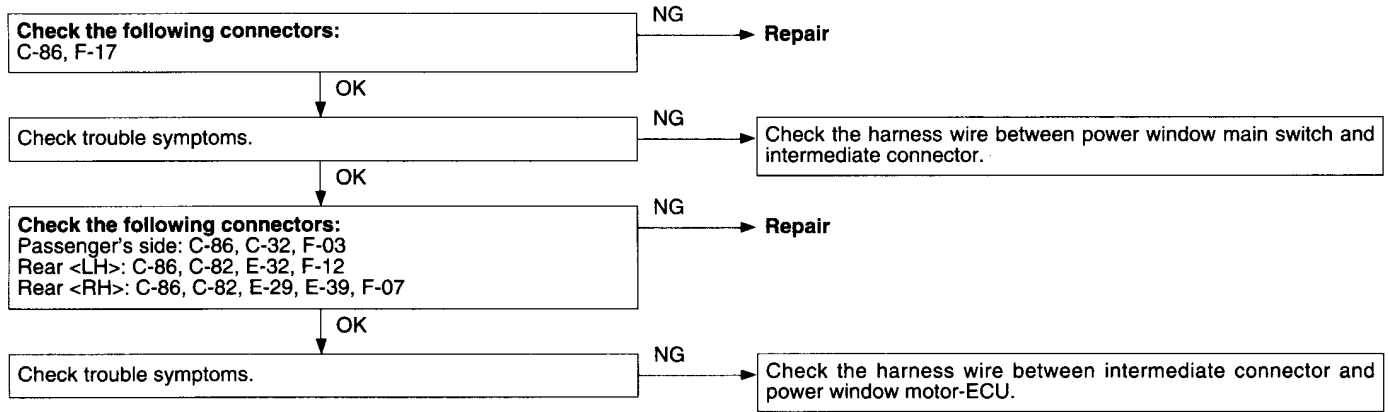 Check the following connectors:
C-86, F-17
NG
Repair
OK
Check trouble symptoms.
NG
Check the harness wire between power window main switch and
intermediate connector.
OK
Check the following connectors:
Passenger's side: C-86, C-32, F-03
Rear <LH>: C-86, C-82, E-32, F-12
Rear <RH>: C-86, C-82, E-29, E-39, F-07
NG
Repair
OK
Check trouble symptoms.
NG
Check the harness wire between intermediate connector and
power window motor-ECU.